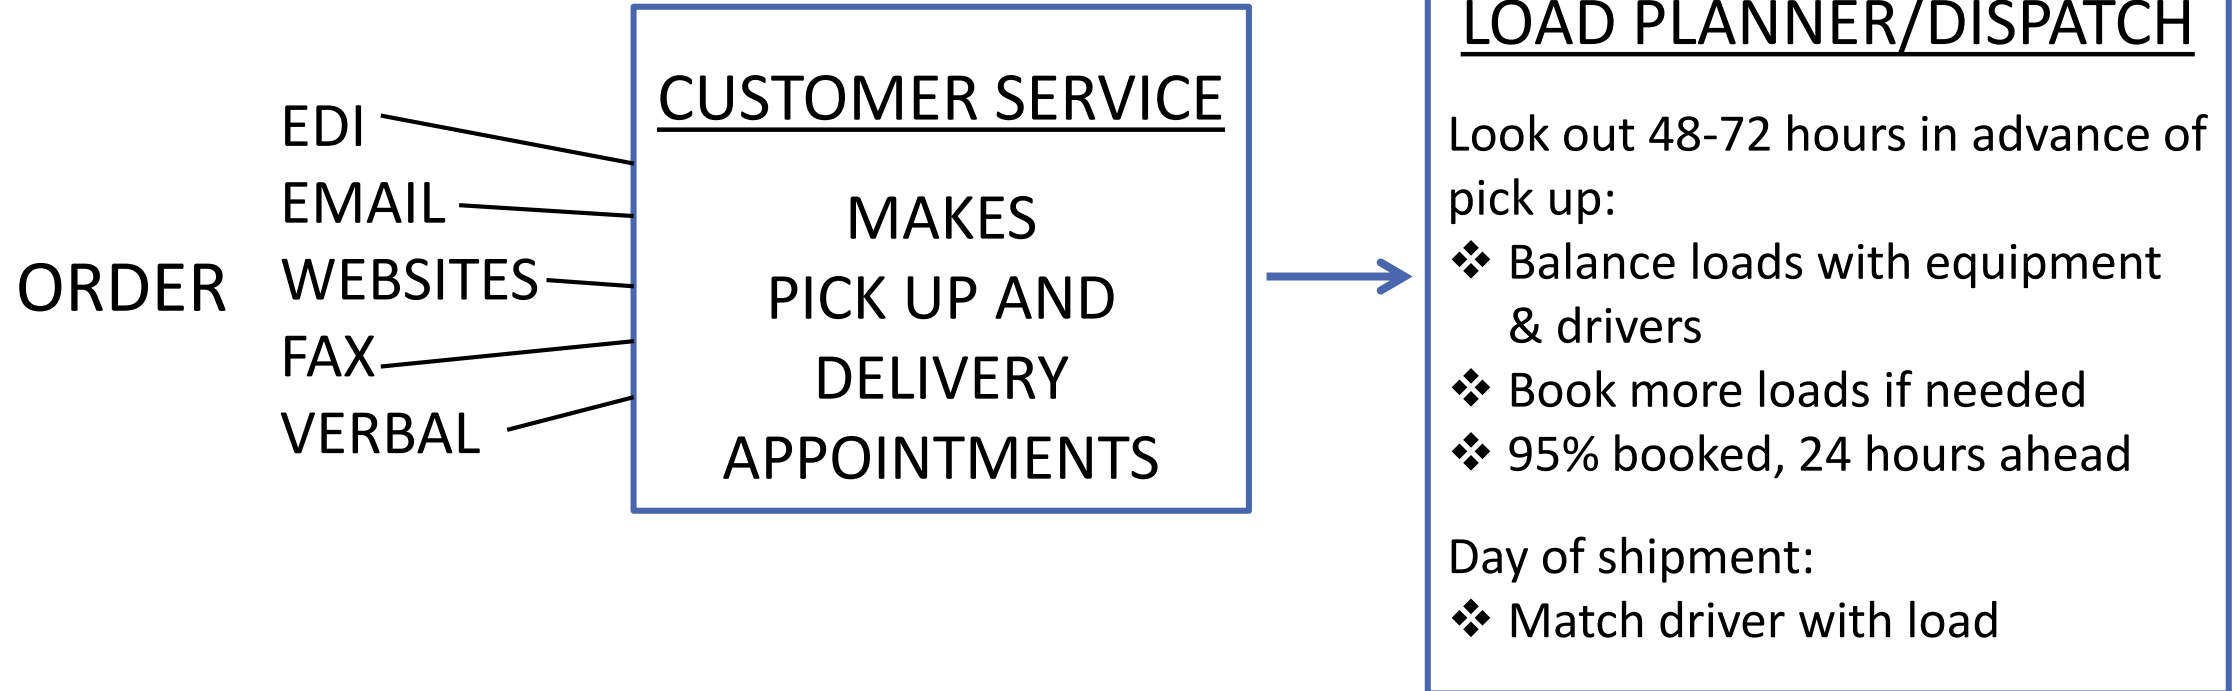 ORDER
EDI
EMAIL
WEBSITES
FAX
VERBAL
CUSTOMER SERVICE
MAKES
PICK UP AND
DELIVERY
APPOINTMENTS
LOAD PLANNER/DISPATCH
Look out 48-72 hours in advance of
pick up:
❖ Balance loads with equipment
& drivers
❖ Book more loads if needed
❖ 95% booked, 24 hours ahead
Day of shipment:
❖ Match driver with load